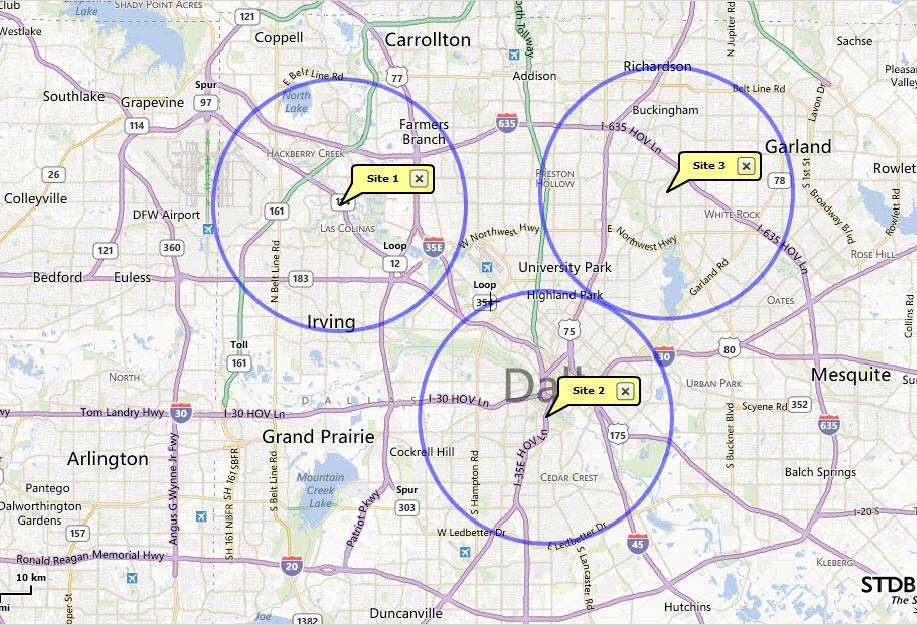 Club
Lake
SHADY POINT ACRES
121
North Tollway
N Jupiter Rd
Westlake
Coppell
Carrollton
Sachse
E Belt Line Rd
77
Addison
Richardson
Spur
Southlake
Grapevine
97
North
Lake
Belt Line Rd
Lavon Dr
114
Farmers
Branch
635
Buckingham
I-635 HOV Ln
Garland
HACKBERRY CREEK
Site 1
Site 3
PRESTON
HOLLOW
78
S 1st St
26
Colleyville
DFW Airport
161
LAS COLINAS
WHITE ROCK
Broadway Blvd
Rowlett Rd
121
360
Loop
12
35E
W Northwest Hwy
E Northwest Hwy
I-635 HOV Ln
ROSE HILL
Bedford
Euless
183
N Belt Line Rd
University Park
Loop
354
Highland Park
Garland Rd
OATES
Collins Rd
Irving
75
Toll
161
30
80
NORTH
URBAN PARK
Mesquite
Site 2
DALLAS
Tom Landry Hwy
30
I-30 HOV Ln
I-30 HOV Ln
Scyene Rd
352
635
Grand Prairie
175
Arlington
Cockrell Hill
I-35E HOV Ln
S Buckner Blvd
Balch Springs
Pantego
Dalworthington
Gardens
Angus G Wynne Jr Fwy
SH 161 NBFR SH 161 SBFR
S Belt Line Rd
Mountain
Creek
Lake
Spur
303
S Hampton Rd
CEDAR CREST
157
Patriot Pkwy
W Ledbetter Dr
E Ledbetter Dr
45
I-20 S
Ronald Reagan Memorial Hwy
20
S Lancaster Rd
KLEBERG
10 km
mi
STDB
The S
Joe
1382
Duncanville
Hutchins